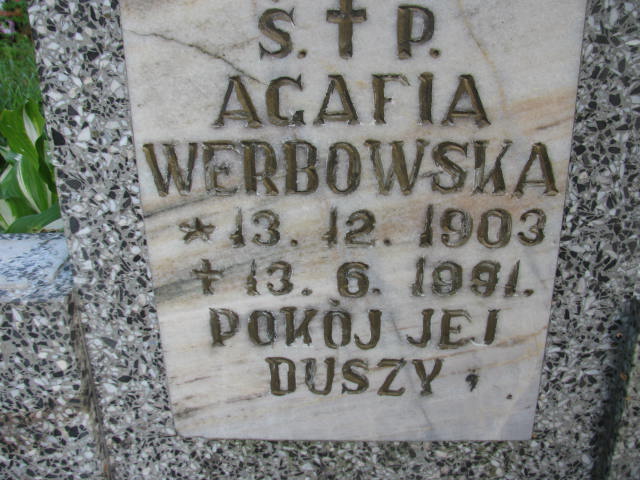 Ś. † P.
AGAFIA
WERBOWSKA
* 13. 12. 1903
† 13. 6. 1991.
POKÓJ JEJ
DUSZY